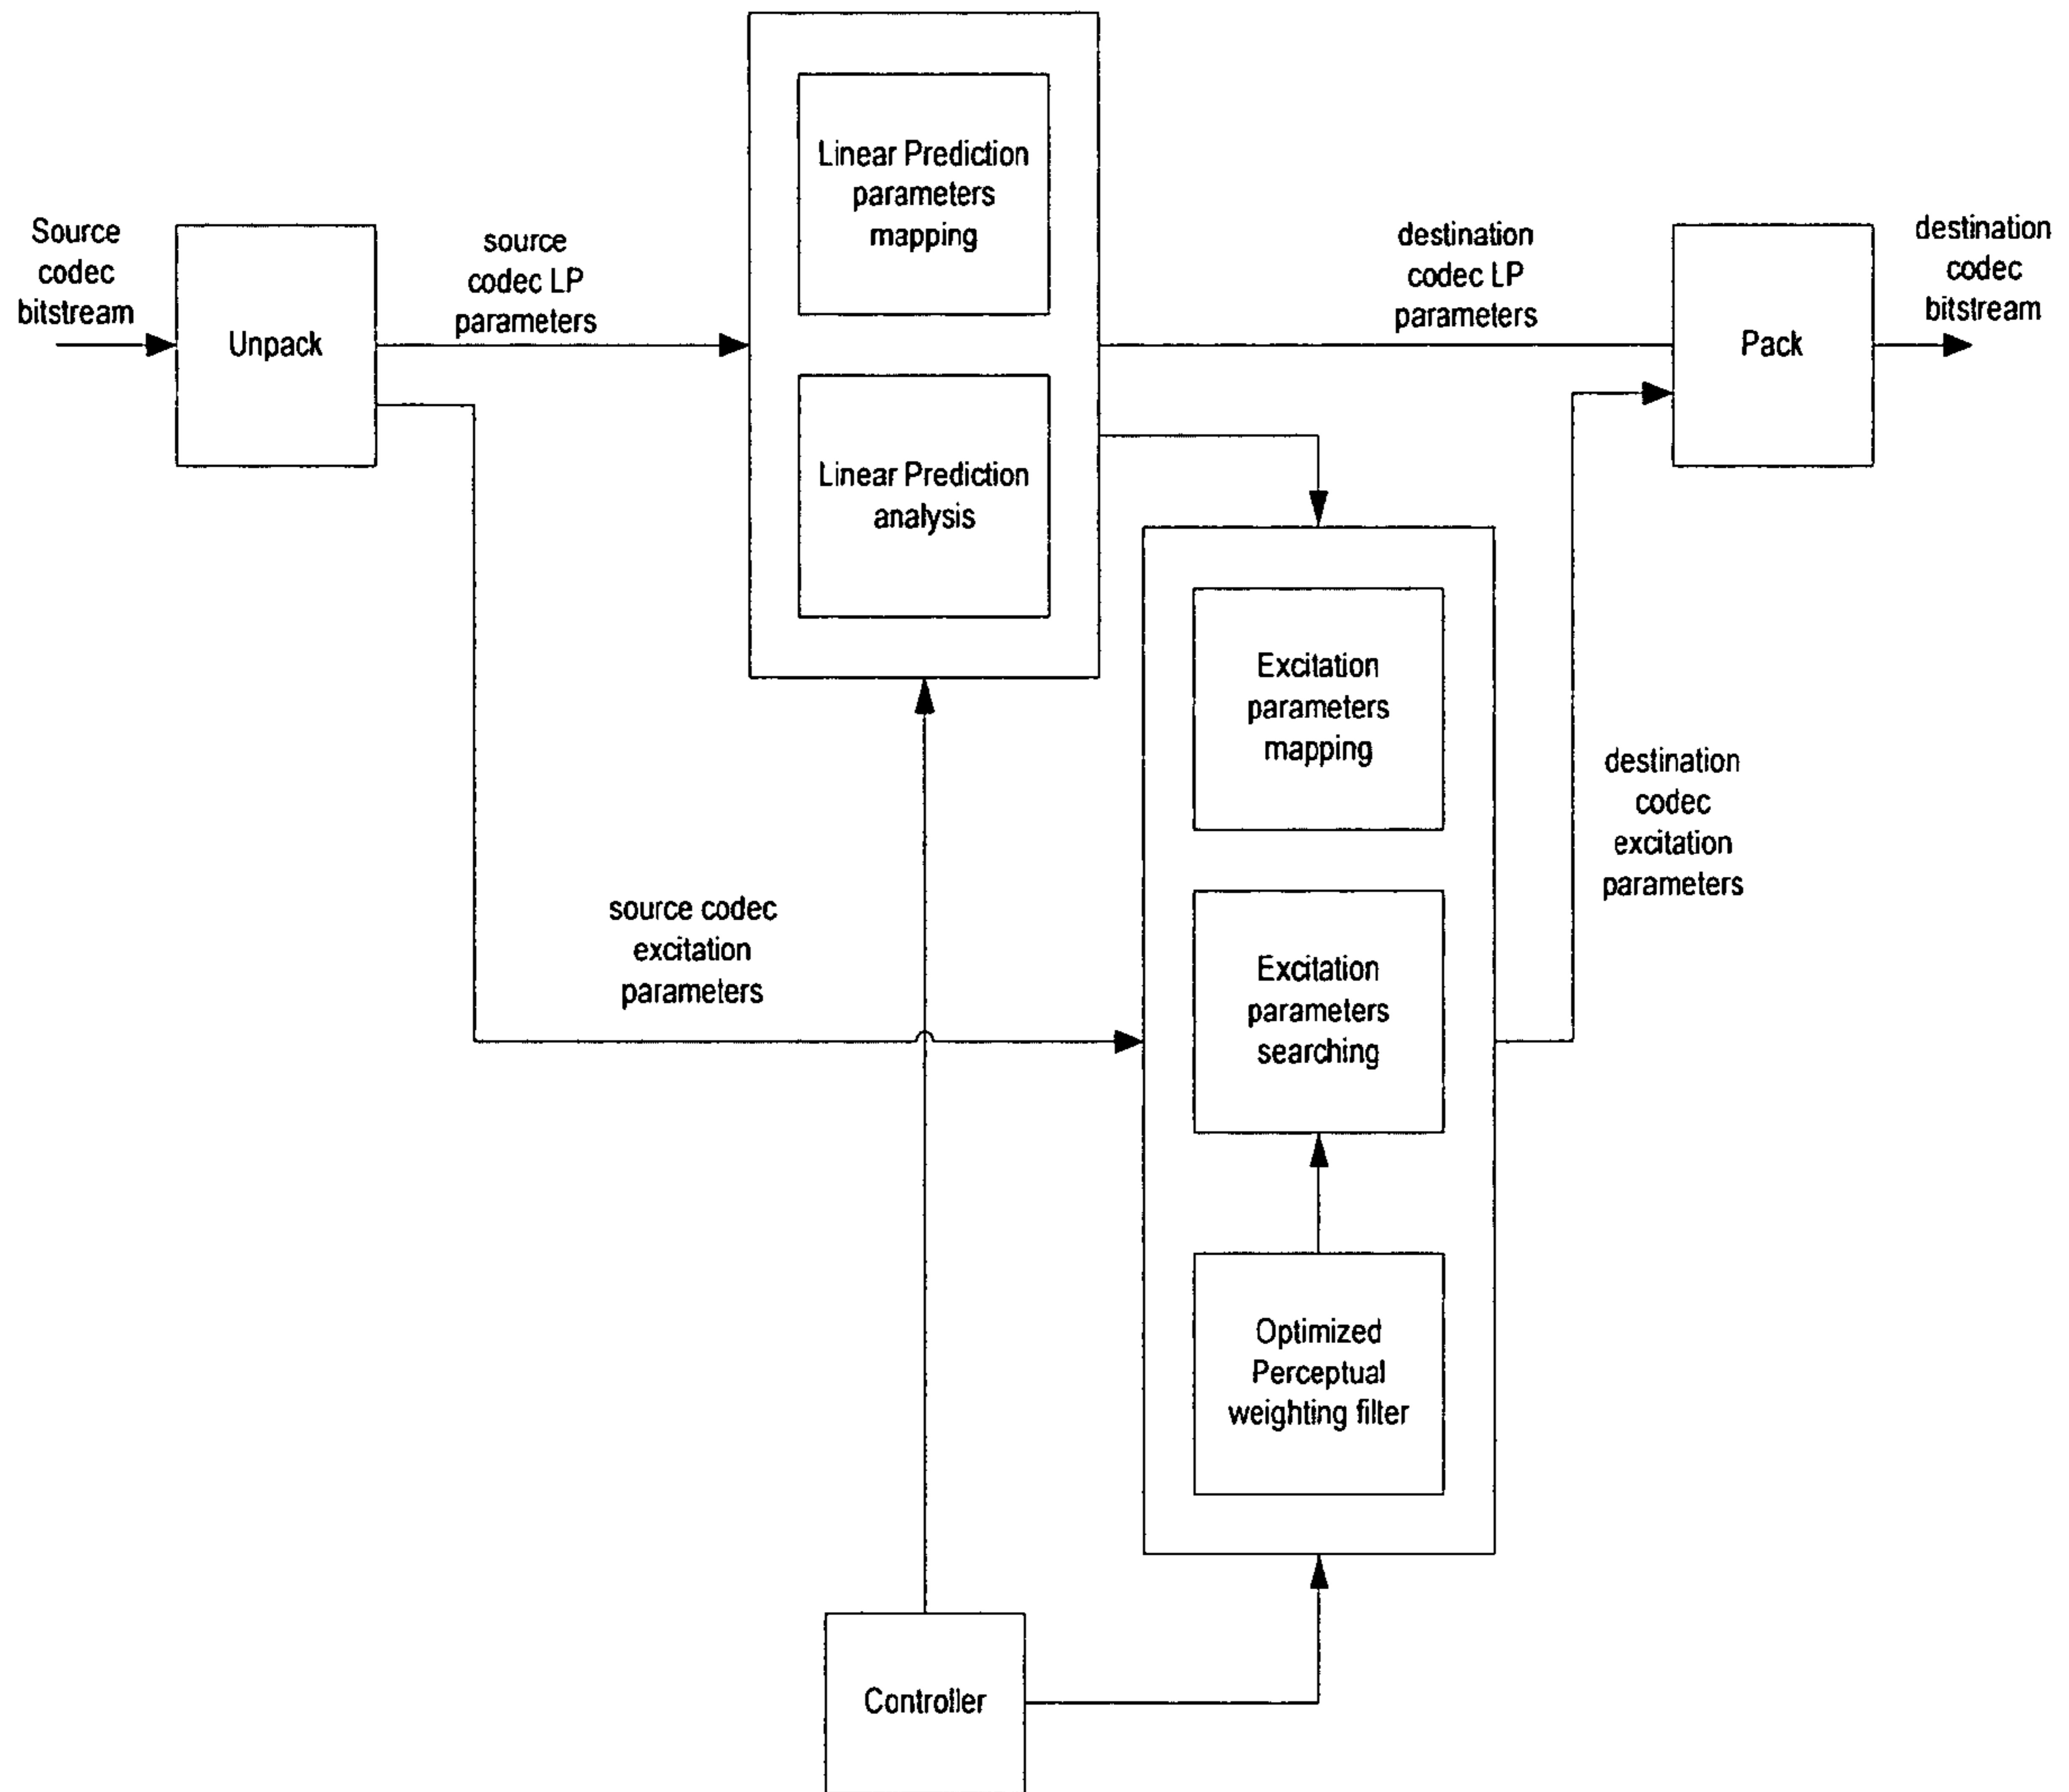 Source
codec
bitstream
Unpack
source
codec LP
parameters
Linear Prediction
parameters
mapping
Linear Prediction
analysis
destination
codec LP
parameters
Pack
destination
codec
bitstream
Excitation
parameters
mapping
destination
codec
excitation
parameters
source codec
excitation
parameters
Excitation
parameters
searching
Optimized
Perceptual
weighting filter
Controller